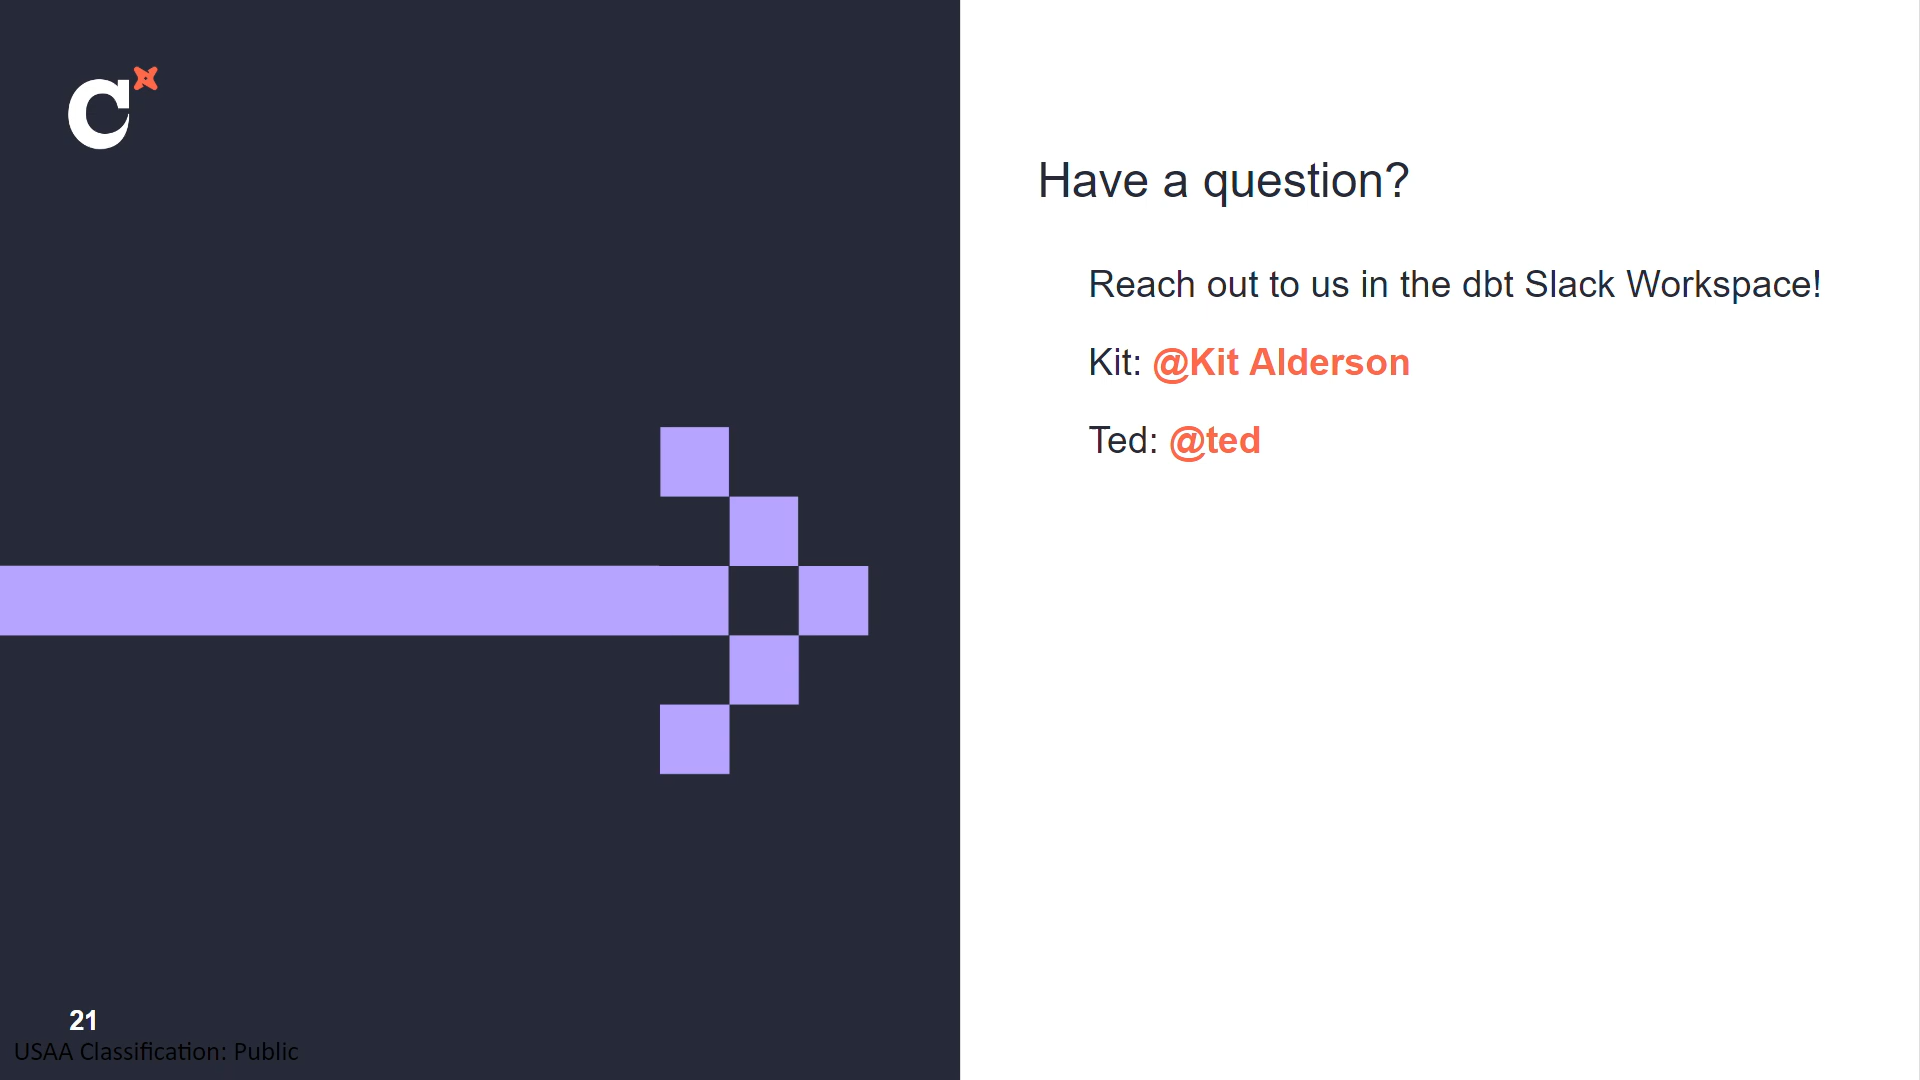 Have a question?
Reach out to us in the dbt Slack Workspace!
Kit: @Kit Alderson
Ted: @ted
21
USAA Classification: Public